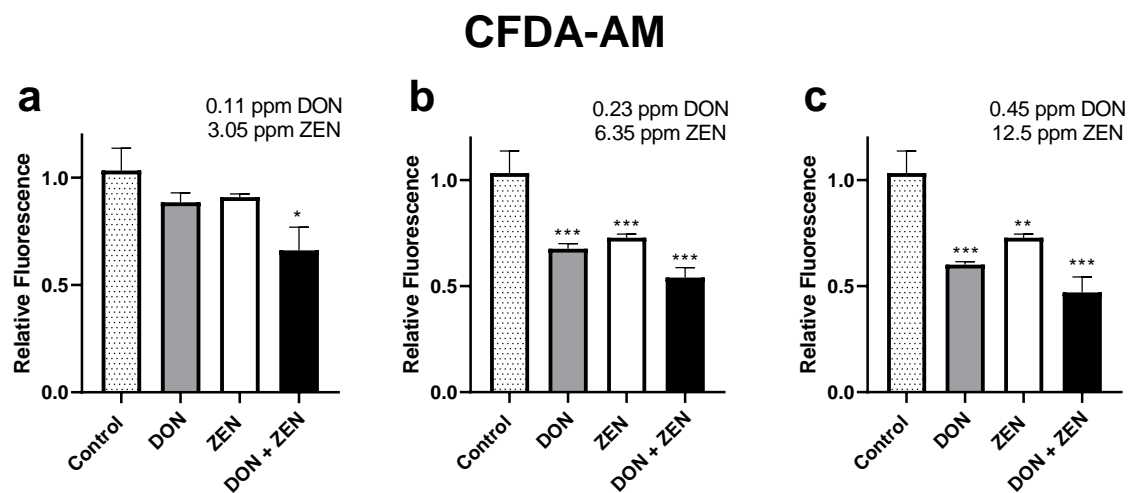 CFDA-AM
a
0.11 ppm DON
3.05 ppm ZEN
Relative Fluorescence
1.0
0.5
0.0
*
Control
DON
ZEN
DON + ZEN
b
0.23 ppm DON
6.35 ppm ZEN
Relative Fluorescence
1.0
0.5
0.0
***
***
***
Control
DON
ZEN
DON + ZEN
c
0.45 ppm DON
12.5 ppm ZEN
Relative Fluorescence
1.0
0.5
0.0
***
**
***
Control
DON
ZEN
DON + ZEN